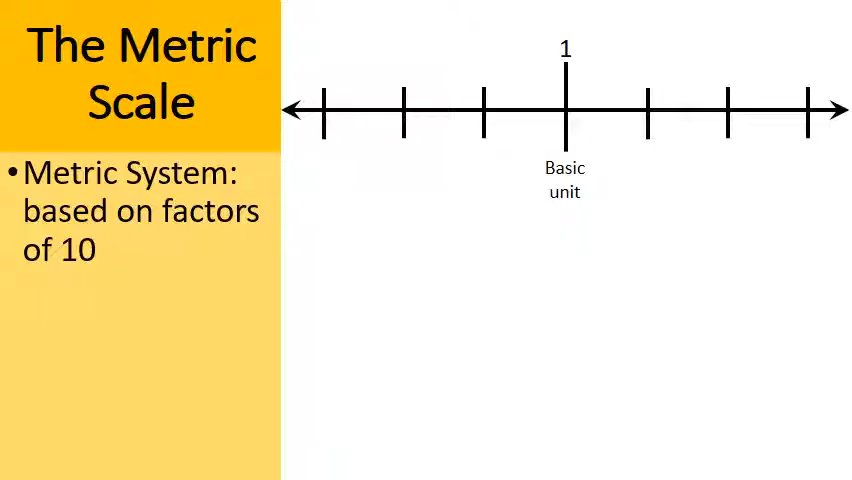 The Metric
Scale
• Metric System:
based on factors
of 10
1
Basic
unit